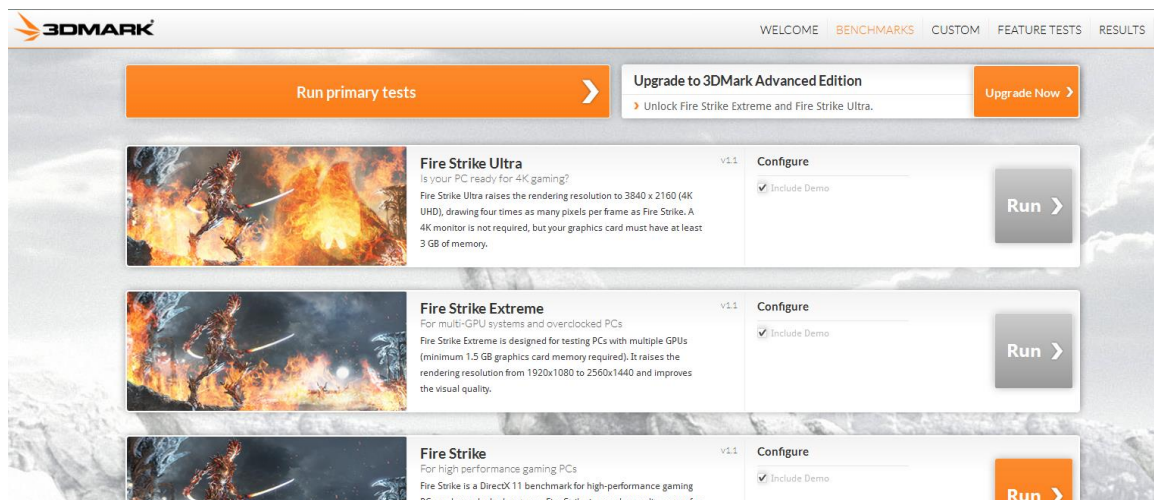 3DMARK
WELCOME BENCHMARKS CUSTOM FEATURE TESTS RESULTS
Run primary tests
Upgrade to 3DMark Advanced Edition
Unlock Fire Strike Extreme and Fire Strike Ultra.
Upgrade Now
Fire Strike Ultra
v1.1
Is your PC ready for 4K gaming?
Fire Strike Ultra raises the rendering resolution to 3840 x 2160 (4K
UHD), drawing four times as many pixels per frame as Fire Strike. A
4K monitor is not required, but your graphics card must have at least
3 GB of memory.
Configure
Include Demo
Run
Fire Strike Extreme
v1.1
For multi-GPU systems and overclocked PCs
Fire Strike Extreme is designed for testing PCs with multiple GPUs
(minimum 1.5 GB graphics card memory required). It raises the
rendering resolution from 1920x1080 to 2560x1440 and improves
the visual quality.
Configure
Include Demo
Run
Fire Strike
v1.1
For high performance gaming PCs
Fire Strike is a DirectX 11 benchmark for high-performance gaming
Configure
Include Demo
Run